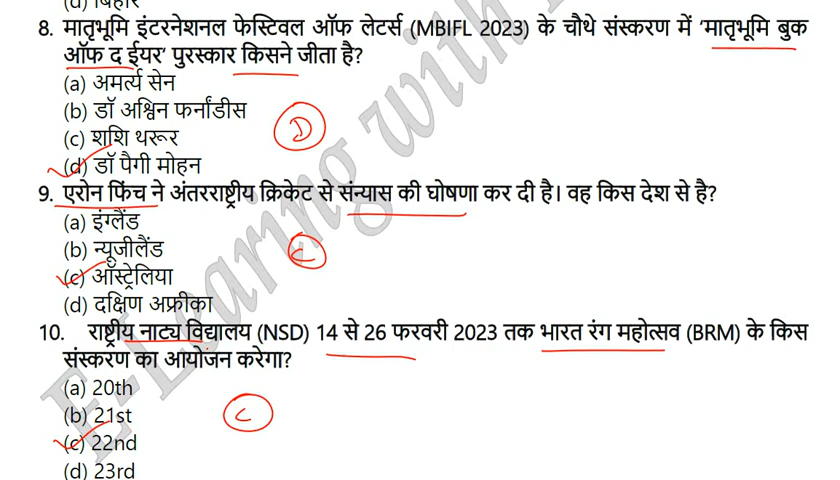 (d) बिहार
8. मातृभूमि इंटरनेशनल फेस्टिवल ऑफ लेटर्स (MBIFL 2023) के चौथे संस्करण में 'मातृभूमि बुक
ऑफ द ईयर' पुरस्कार किसने जीता है?
(a) अमर्त्य सेन
(b) डॉ अश्विन फर्नांडीस
(c) शशि थरूर
(d) डॉ पैगी मोहन
D
9. एरोन फिंच ने अंतरराष्ट्रीय क्रिकेट से संन्यास की घोषणा कर दी है। वह किस देश से है?
(a) इंग्लैंड
(b) न्यूजीलैंड
(c) ऑस्ट्रेलिया
(d) दक्षिण अफ्रीका
C
10. राष्ट्रीय नाट्य विद्यालय (NSD) 14 से 26 फरवरी 2023 तक भारत रंग महोत्सव (BRM) के किस
संस्करण का आयोजन करेगा?
(a) 20th
(b) 21st
(c) 22nd
(d) 23rd
C
E-Learning with